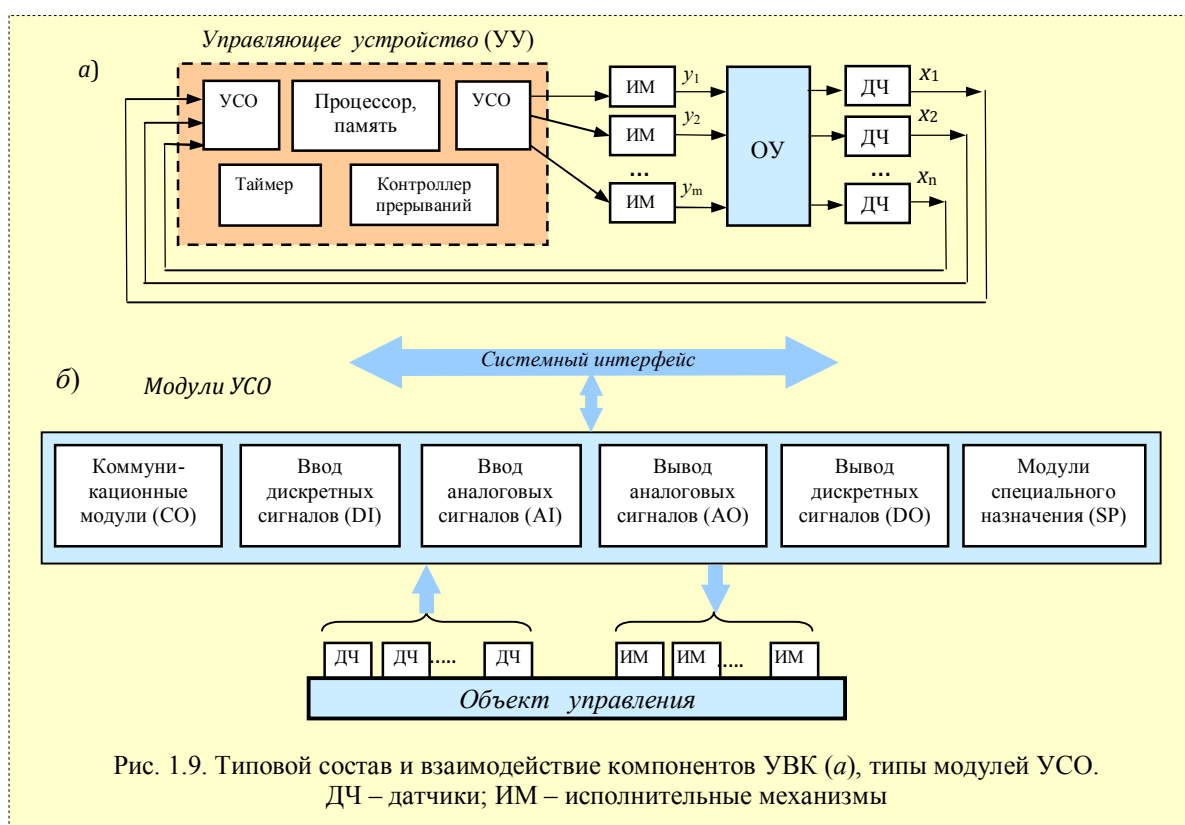 Управляющее устройство (УУ)
а)
УСО
Процессор,
память
УСО
Таймер
Контроллер
прерываний
ИМ
ИМ
...
ИМ
y1
y2
ym
ОУ
ДЧ
ДЧ
...
ДЧ
x1
x2
xn
Системный интерфейс
б)
Модули УСО
Коммуни-
кационные
модули (CO)
Ввод
дискретных
сигналов (DI)
Ввод
аналоговых
сигналов (AI)
Вывод
аналоговых
сигналов (AO)
Вывод
дискретных
сигналов (DO)
Модули
специального
назначения (SP)
ДЧ ДЧ ..... ДЧ
ИМ ИМ ..... ИМ
Объект управления
Рис. 1.9. Типовой состав и взаимодействие компонентов УВК (а), типы модулей УСО.
ДЧ – датчики; ИМ – исполнительные механизмы